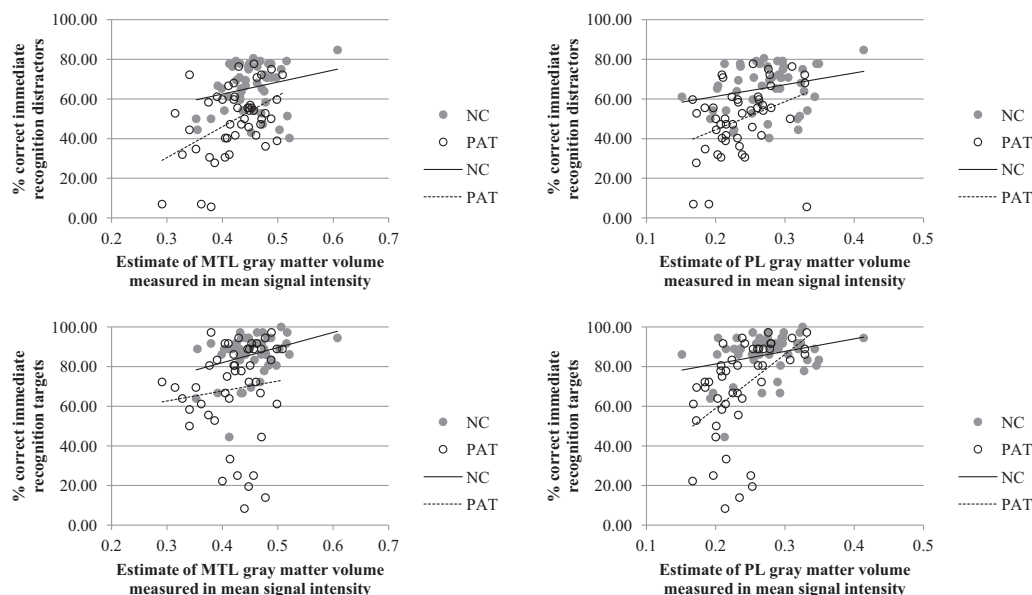 % correct immediate
recognition distractors
100.00
80.00
60.00
40.00
20.00
0.00
0.2 0.3 0.4 0.5 0.6 0.7
Estimate of MTL gray matter volume
measured in mean signal intensity
NC
PAT
NC
PAT
% correct immediate
recognition distractors
100.00
80.00
60.00
40.00
20.00
0.00
0.1 0.2 0.3 0.4 0.5
Estimate of PL gray matter volume
measured in mean signal intensity
NC
PAT
NC
PAT
% correct immediate
recognition targets
100.00
80.00
60.00
40.00
20.00
0.00
0.2 0.3 0.4 0.5 0.6 0.7
Estimate of MTL gray matter volume
measured in mean signal intensity
NC
PAT
NC
PAT
% correct immediate
recognition targets
100.00
80.00
60.00
40.00
20.00
0.00
0.1 0.2 0.3 0.4 0.5
Estimate of PL gray matter volume
measured in mean signal intensity
NC
PAT
NC
PAT